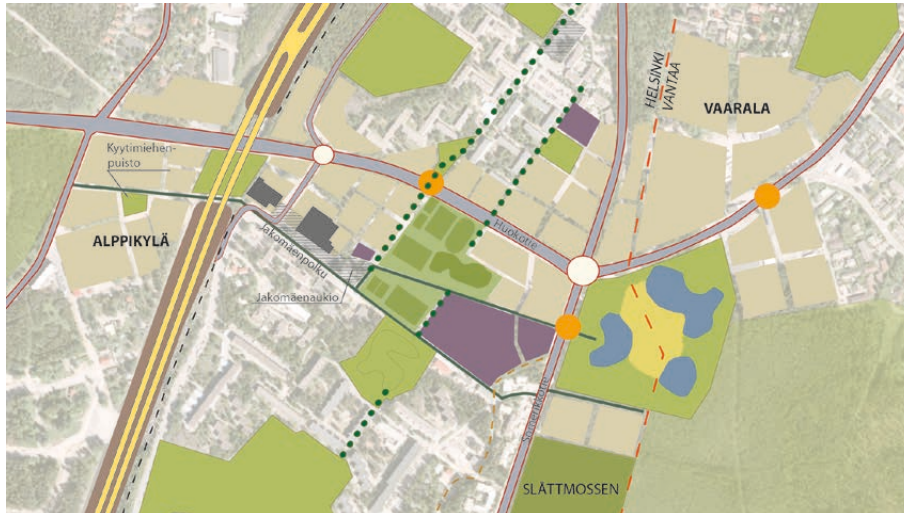 HELSINKI
VANTAA
VAARALA
Kyytimiehen-
puisto
ALPPIKYLÄ
Jakomäenpolku
Huokotie
Jakomäenaukio
SLÄTTMOSSEN